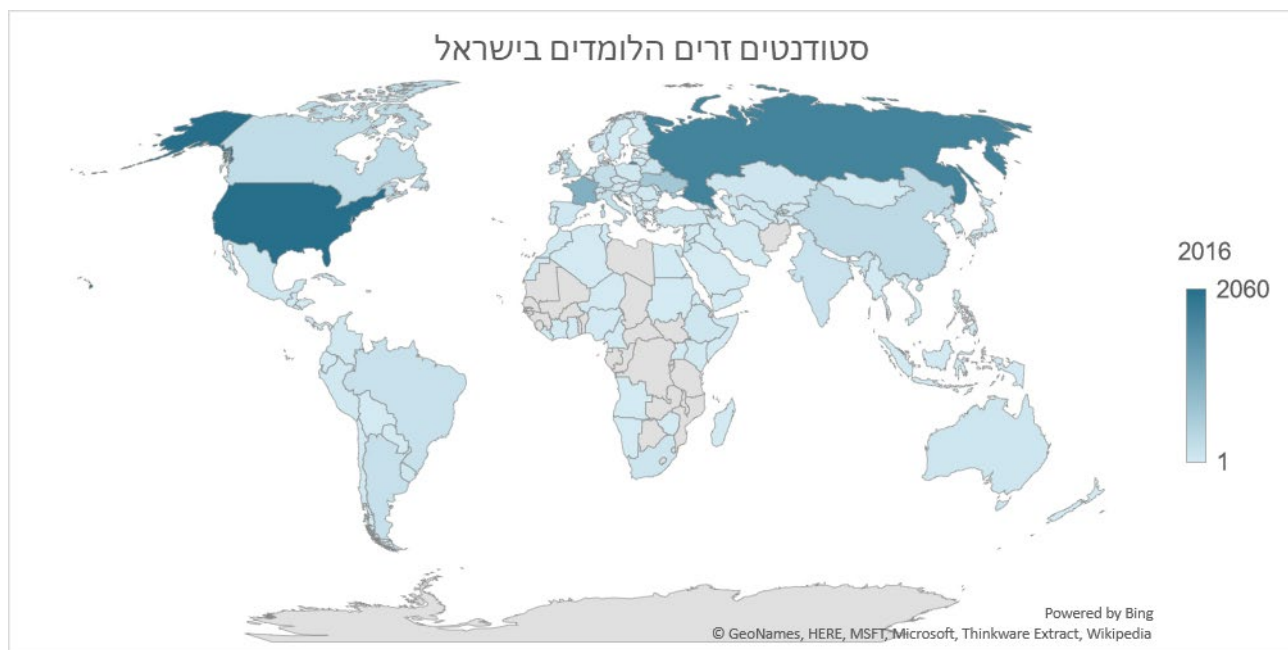 סטודנטים זרים הלומדים בישראל
2016
2060
1
Powered by Bing
© GeoNames, HERE, MSFT, Microsoft, Thinkware Extract, Wikipedia